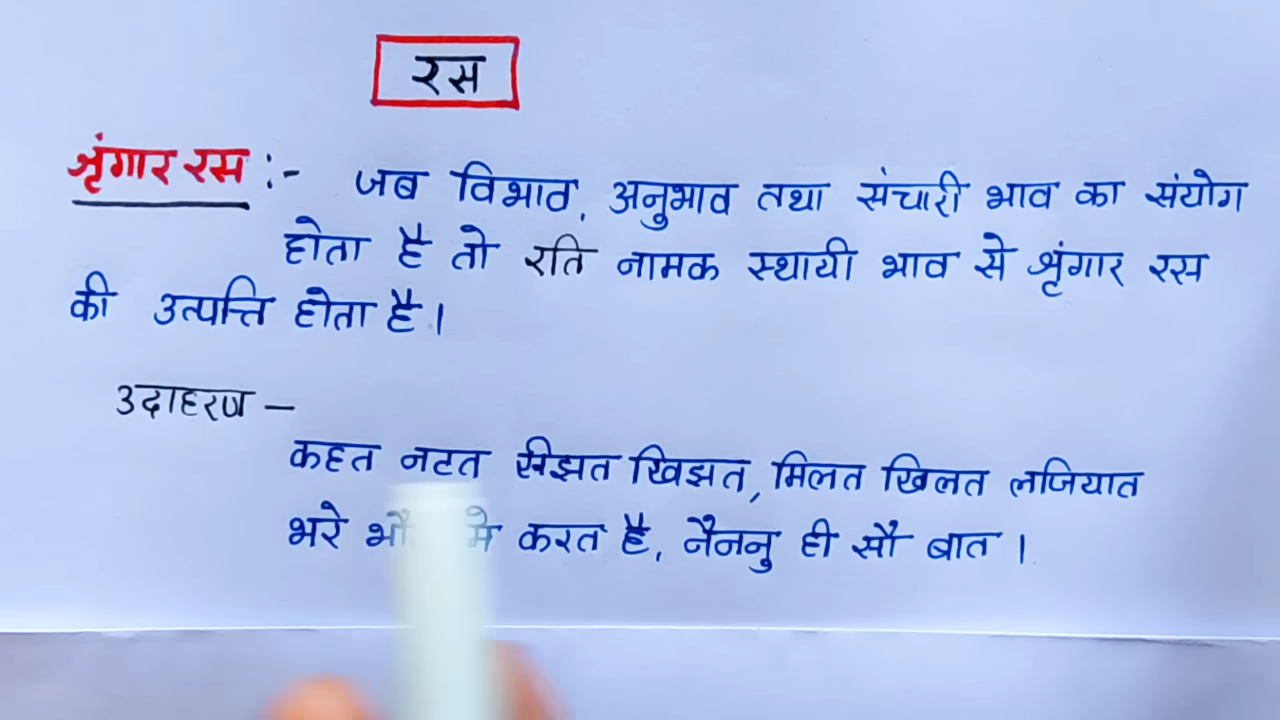 रस
शृंगार रस :- जब विभाव, अनुभाव तथा संचारी भाव का संयोग
होता है तो रति नामक स्थायी भाव से शृंगार रस
की उत्पत्ति होता है।
उदाहरण –
कहत नटत रीझत खिझत, मिलत खिलत लजियात
भरे मे करत है, नैननु ही सौ बात ।